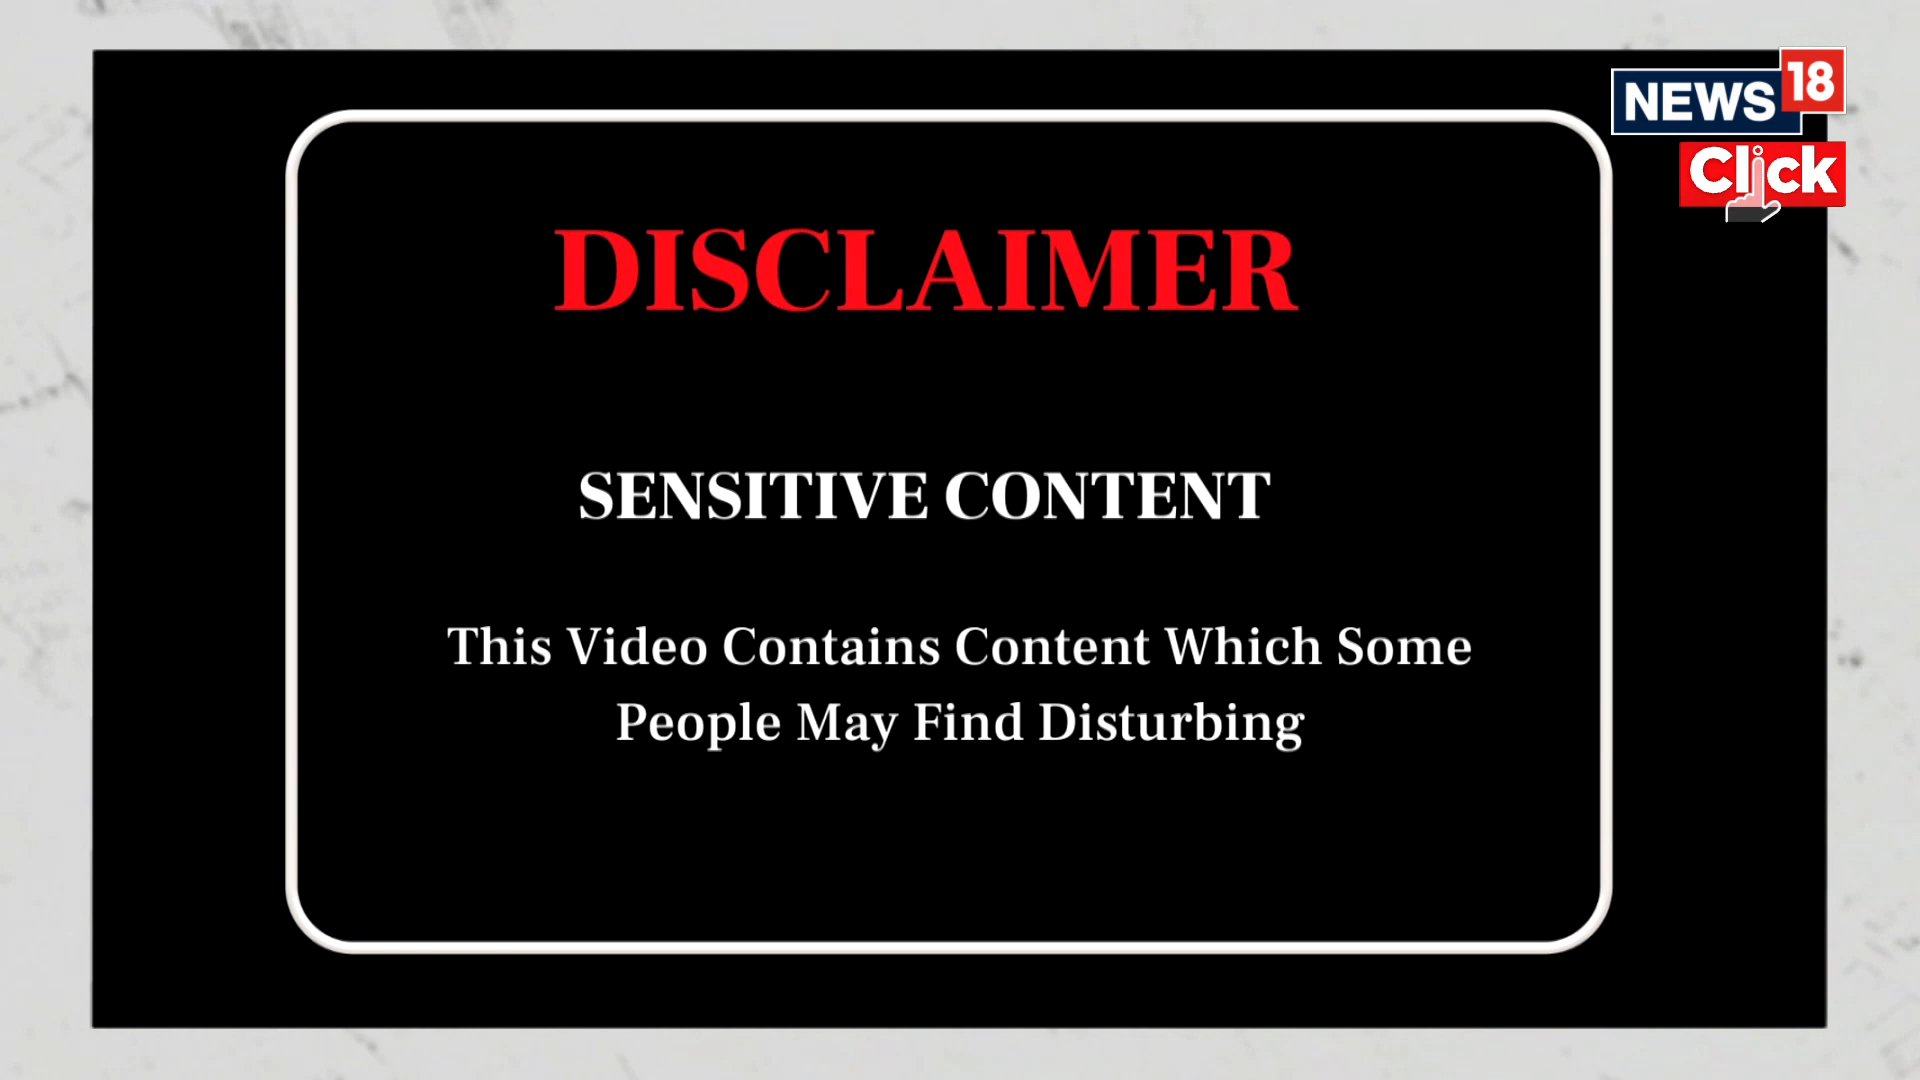 NEWS 18
Click
DISCLAIMER
SENSITIVE CONTENT
This Video Contains Content Which Some
People May Find Disturbing